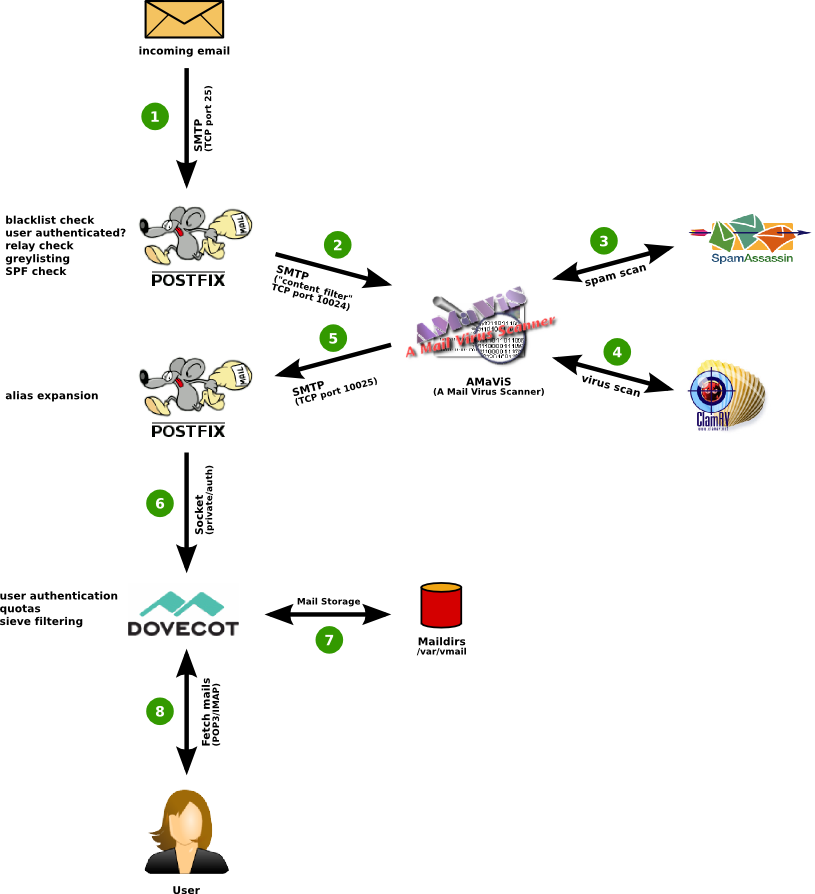 incoming email
1
SMTP
(TCP port 25)
blacklist check
user authenticated?
relay check
greylisting
SPF check
MAIL
POSTFIX
2
SMTP
("content filter"
TCP port 10024)
3
spam scan
SpamAssassin
AMaViS
A Mail Virus Scanner
AMaViS
(A Mail Virus Scanner)
4
virus scan
ClamAV
5
SMTP
(TCP port 10025)
alias expansion
MAIL
POSTFIX
6
Socket
(private/auth)
user authentication
quotas
sieve filtering
DOVECOT
Mail Storage
7
Maildirs
/var/vmail
8
Fetch mails
(POP3/IMAP)
User